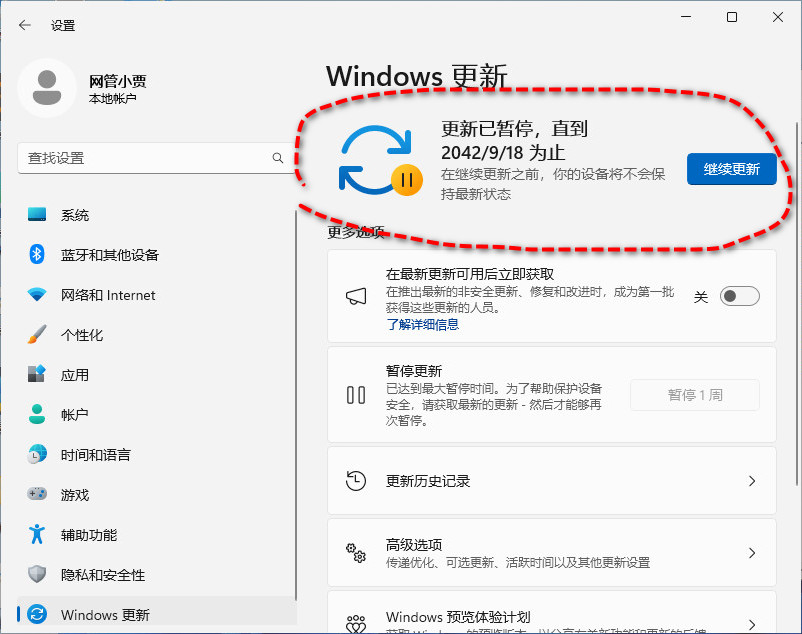 设置
网管小贾
本地帐户
查找设置
系统
蓝牙和其他设备
网络和 Internet
个性化
应用
帐户
时间和语言
游戏
辅助功能
隐私和安全性
Windows 更新
Windows 更新
更新已暂停，直到
2042/9/18 为止
在继续更新之前，你的设备将不会保
持最新状态
继续更新
更多选项
在最新更新可用后立即获取
在推出最新的非安全更新、修复和改进时，成为第一批
获得这些更新的人员。
了解详细信息
关
暂停更新
已达到最大暂停时间。为了帮助保护设备
安全，请获取最新的更新 - 然后才能够再
次暂停。
暂停 1 周
更新历史记录
高级选项
传递优化、可选更新、活跃时间以及其他更新设置
Windows 预览体验计划